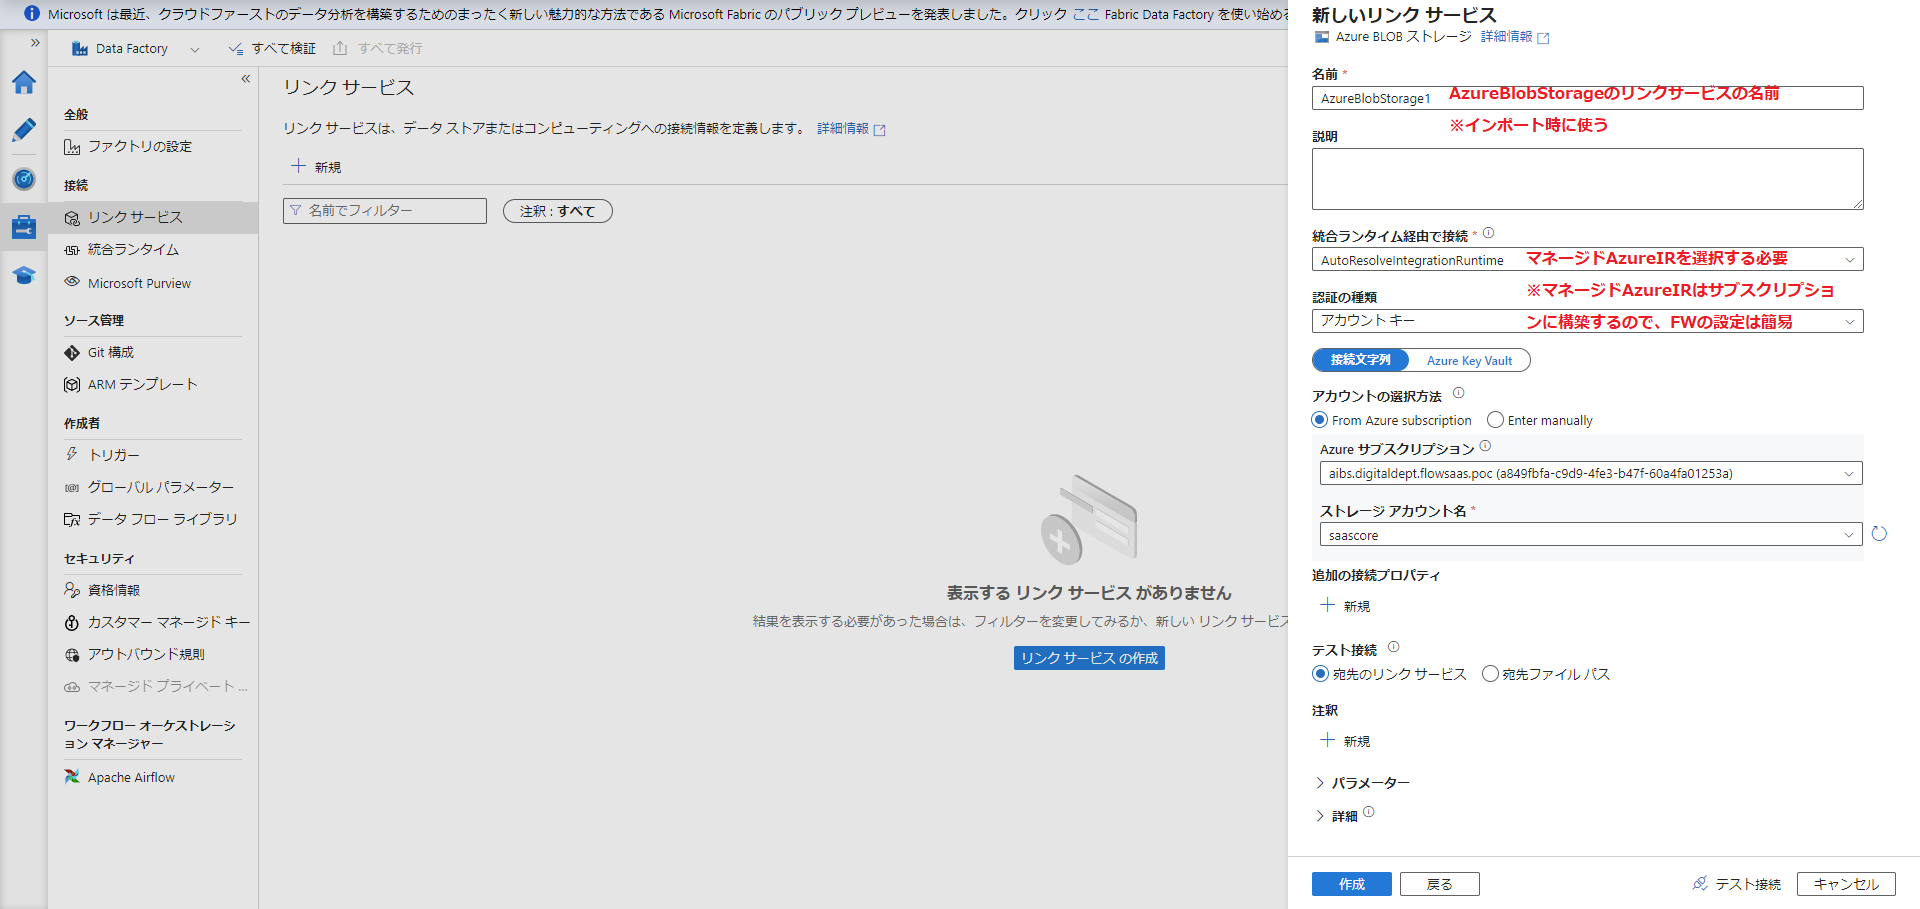 Microsoft は最近、クラウドファーストのデータ分析を構築するためのまったく新しい魅力的な方法である Microsoft Fabric のパブリック プレビューを発表しました。クリック ここ Fabric Data Factory を使い始める
Data Factory
すべて検証
すべて発行
全般
ファクトリの設定
接続
リンク サービス
統合ランタイム
Microsoft Purview
ソース管理
Git 構成
ARM テンプレート
作成者
トリガー
グローバル パラメーター
データ フロー ライブラリ
セキュリティ
資格情報
カスタマー マネージド キー
アウトバウンド規則
マネージド プライベート ...
ワークフロー オーケストレーシ
ョン マネージャー
Apache Airflow
リンク サービス
リンク サービスは、データ ストアまたはコンピューティングへの接続情報を定義します。 詳細情報
新規
名前でフィルター
注釈 : すべて
表示する リンク サービス がありません
結果を表示する必要があった場合は、フィルターを変更してみるか、新しい リンク サービス
リンク サービス の作成
新しいリンク サービス
Azure BLOB ストレージ 詳細情報
名前 *
AzureBlobStorage1
AzureBlobStorageのリンクサービスの名前
※インポート時に使う
説明
統合ランタイム経由で接続 *
AutoResolveIntegrationRuntime
マネージドAzureIRを選択する必要
※マネージドAzureIRはサブスクリプショ
ンに構築するので、FWの設定は簡易
認証の種類
アカウント キー
接続文字列
Azure Key Vault
アカウントの選択方法
From Azure subscription
Enter manually
Azure サブスクリプション
aibs.digitaldept.flowsaas.poc (a849fbfa-c9d9-4fe3-b47f-60a4fa01253a)
ストレージ アカウント名 *
saascore
追加の接続プロパティ
新規
テスト接続
宛先のリンク サービス
宛先ファイル パス
注釈
新規
パラメーター
詳細
作成
戻る
テスト接続
キャンセル